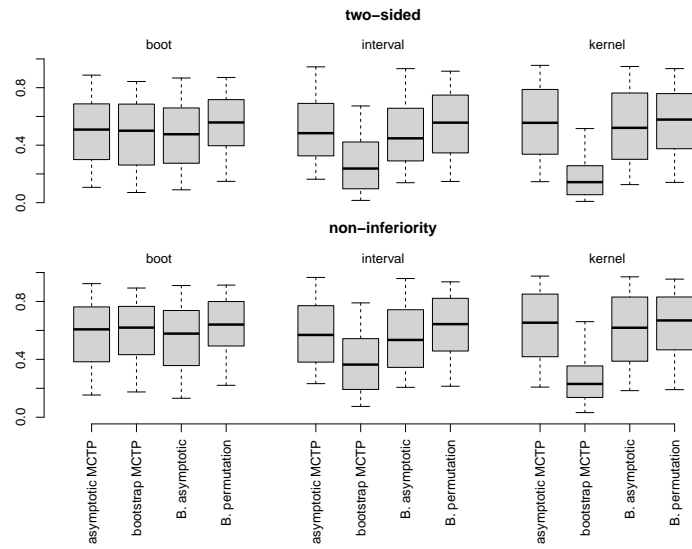 two-sided
boot interval kernel
0.8
0.4
0.0
non-inferiority
boot interval kernel
0.8
0.4
0.0
asymptotic MCTP
bootstrap MCTP
B. asymptotic
B. permutation
asymptotic MCTP
bootstrap MCTP
B. asymptotic
B. permutation
asymptotic MCTP
bootstrap MCTP
B. asymptotic
B. permutation